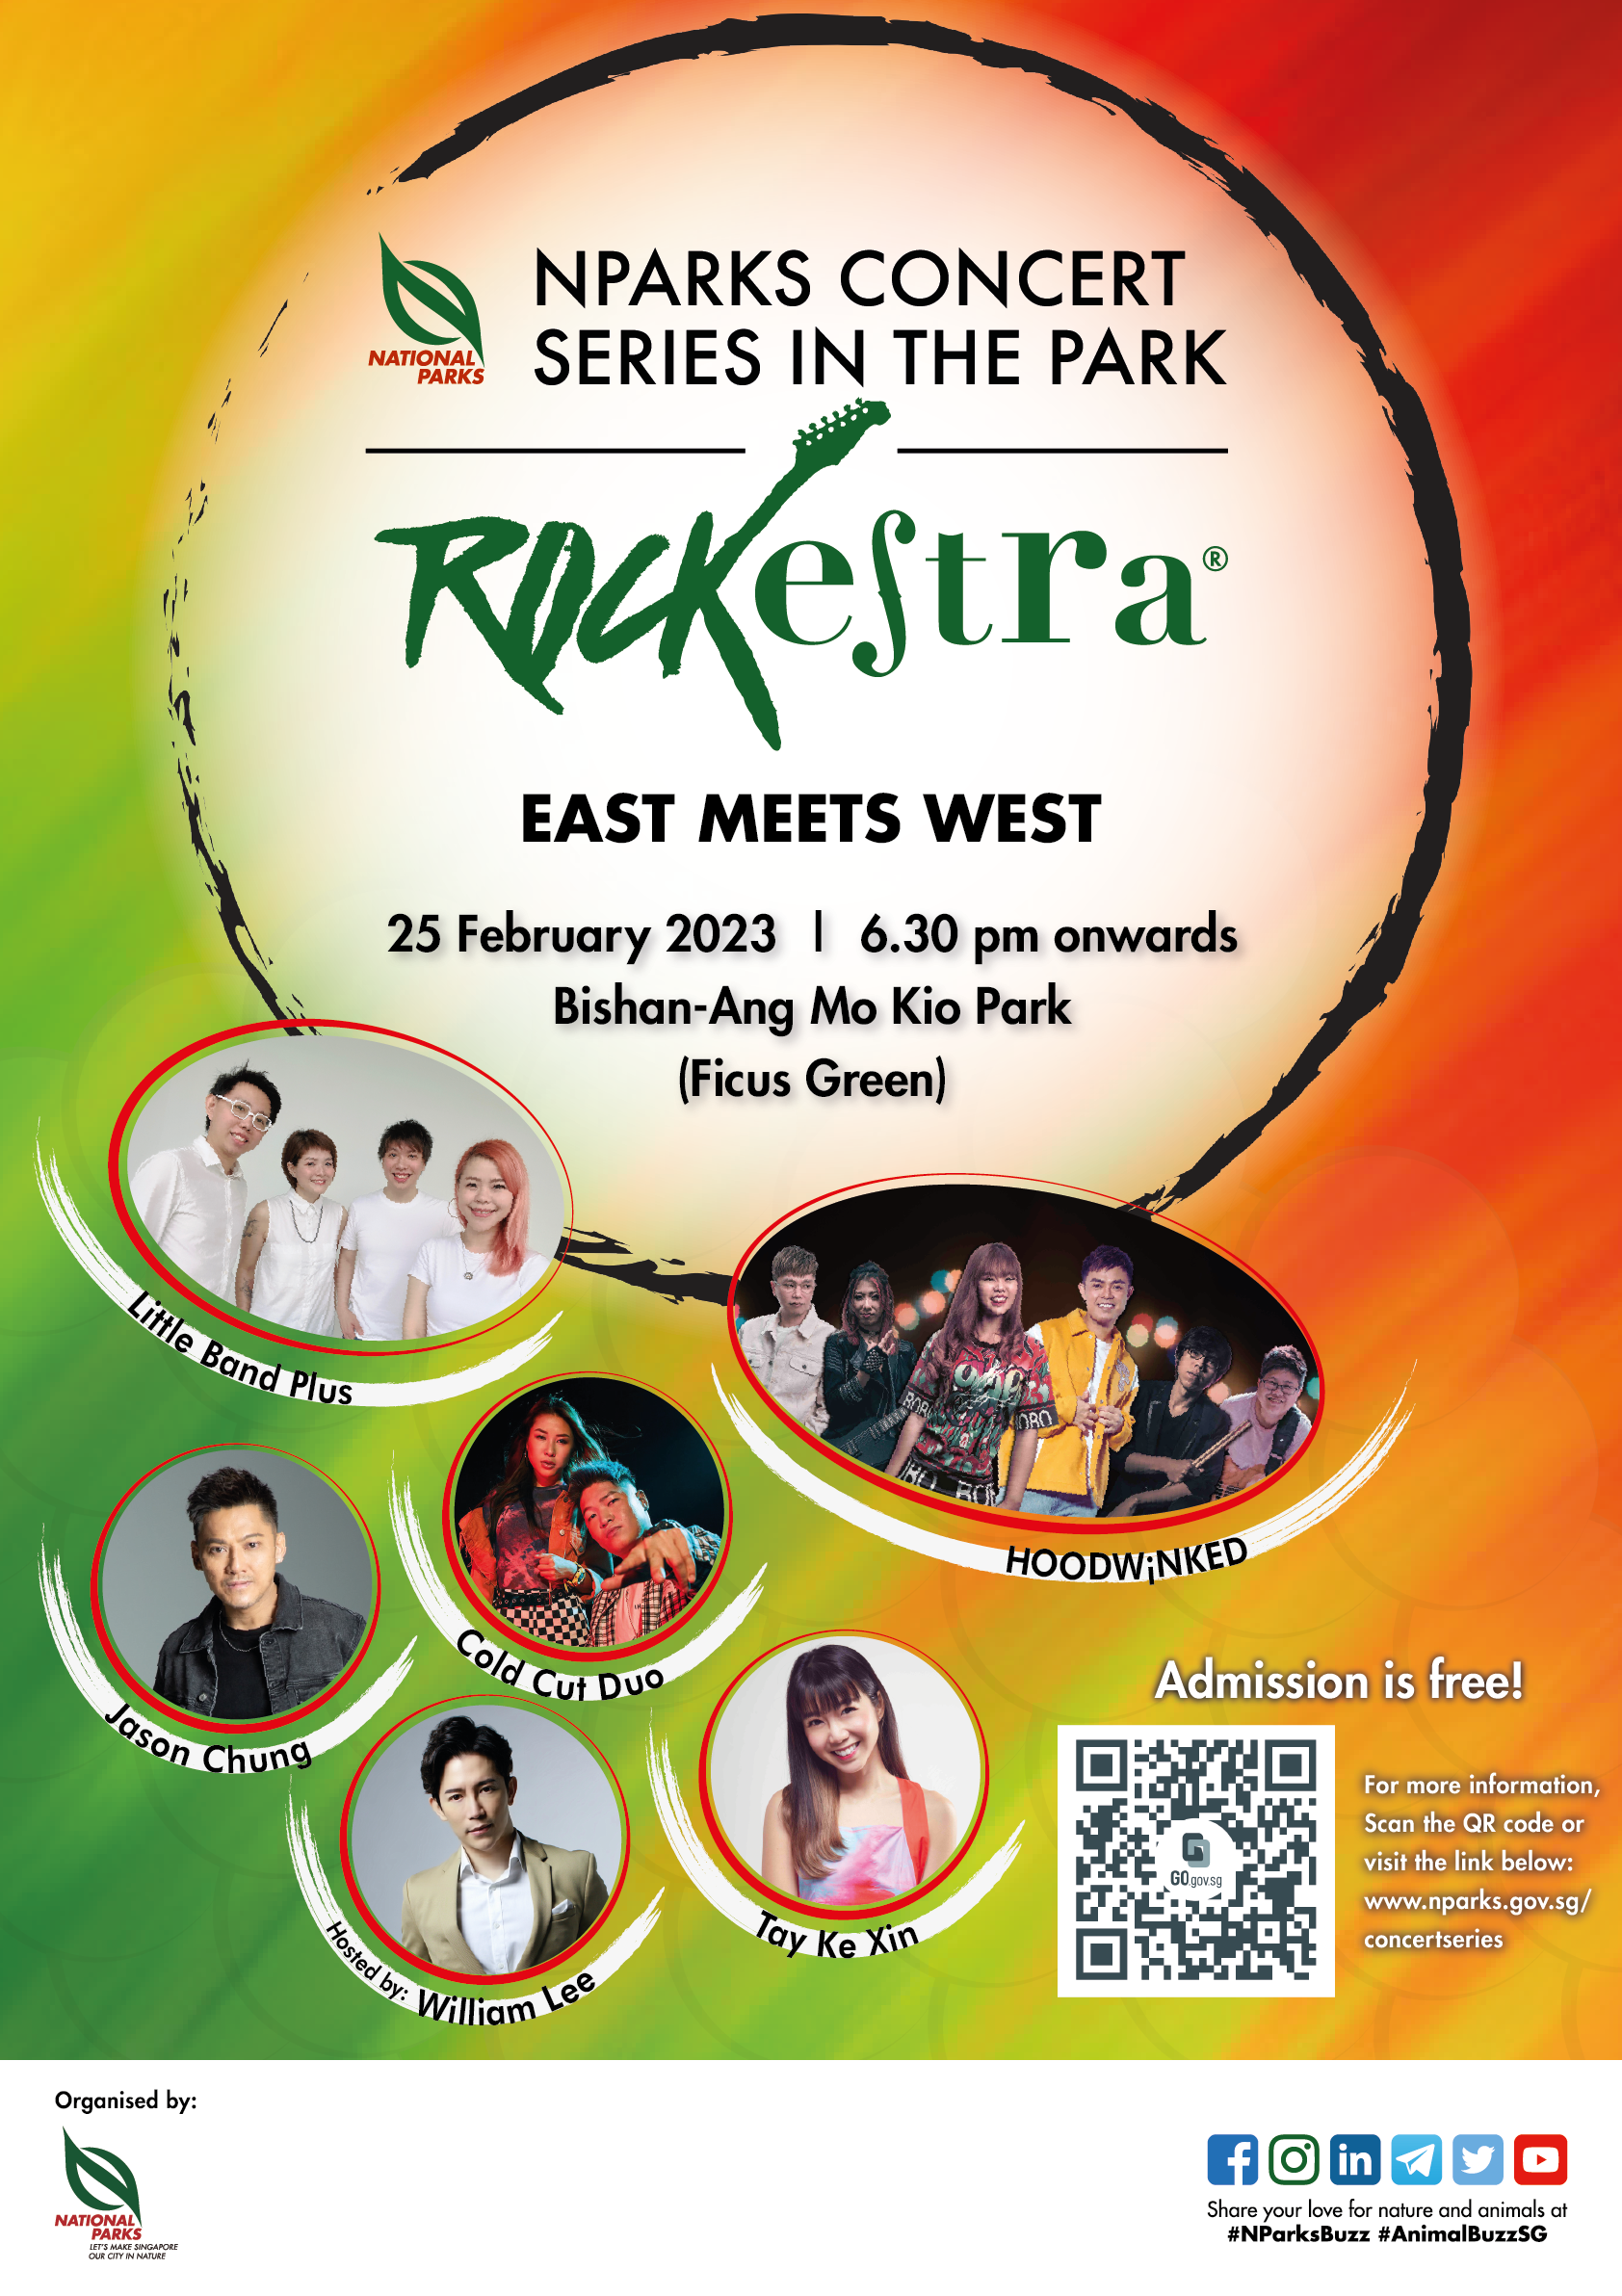 NATIONAL
PARKS
NPARKS CONCERT
SERIES IN THE PARK
ROCKestra®
EAST MEETS WEST
25 February 2023 | 6.30 pm onwards
Bishan-Ang Mo Kio Park
(Ficus Green)
Little Band Plus
HOODW¡NKED
Cold Cut Duo
Jason Chung
Tay Ke Xin
Hosted by: William Lee
Admission is free!
GO.gov.sg
For more information,
Scan the QR code or
visit the link below:
www.nparks.gov.sg/
concertseries
Organised by:
NATIONAL
PARKS
LET'S MAKE SINGAPORE
OUR CITY IN NATURE
Share your love for nature and animals at
#NParksBuzz #AnimalBuzzSG